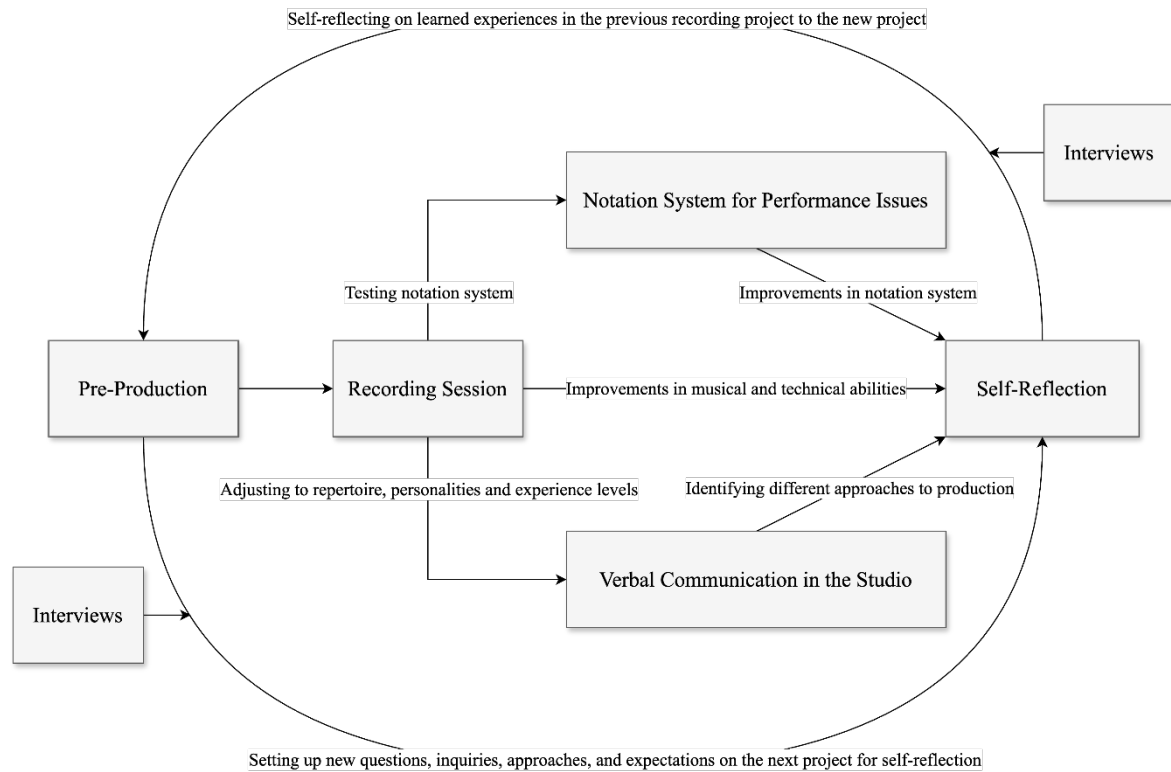 Self-reflecting on learned experiences in the previous recording project to the new project
Interviews
Notation System for Performance Issues
Testing notation system
Improvements in notation system
Pre-Production
Recording Session
Improvements in musical and technical abilities
Self-Reflection
Adjusting to repertoire, personalities and experience levels
Identifying different approaches to production
Verbal Communication in the Studio
Interviews
Setting up new questions, inquiries, approaches, and expectations on the next project for self-reflection